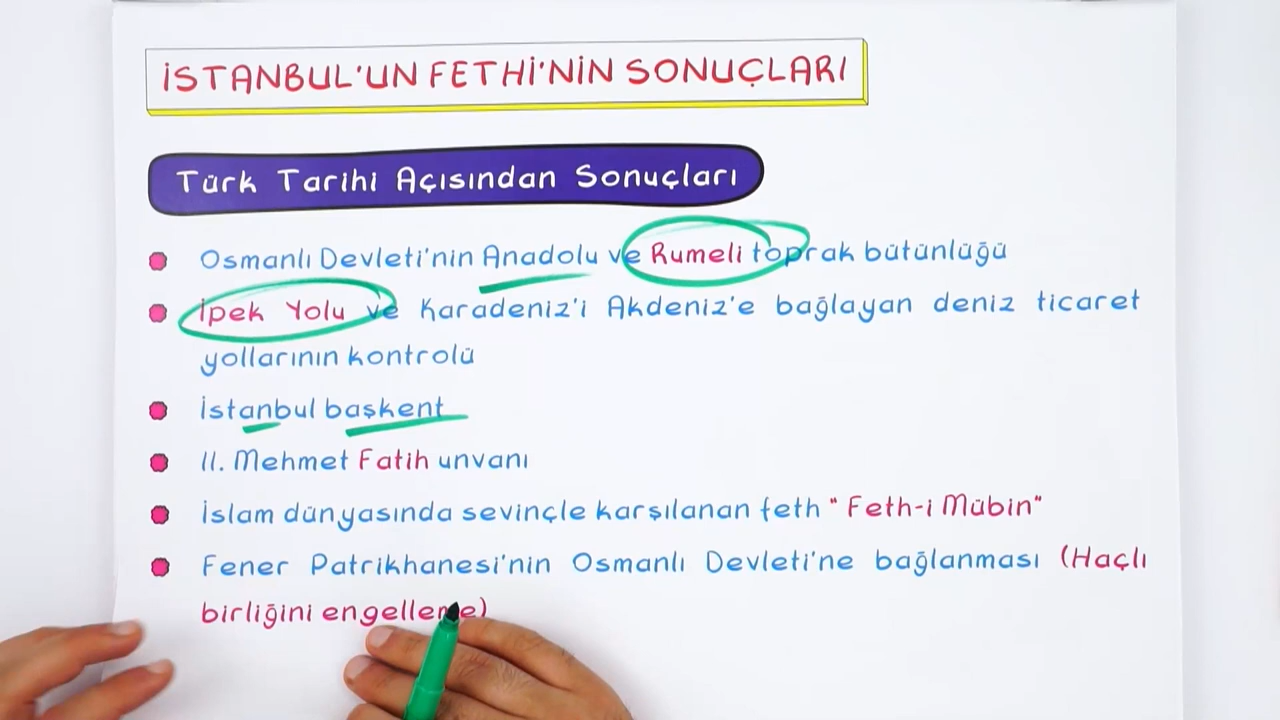 İSTANBUL'UN FETHİ'NİN SONUÇLARI
Türk Tarihi Açısından Sonuçları
Osmanlı Devleti'nin Anadolu ve Rumeli toprak bütünlüğü
İpek Yolu ve Karadeniz'i Akdeniz'e bağlayan deniz ticaret
yollarının kontrolü
İstanbul başkent
II. Mehmet Fatih unvanı
İslam dünyasında sevinçle karşılanan feth "Feth-i Mübin"
Fener Patrikhanesi'nin Osmanlı Devleti'ne bağlanması (Haçlı
birliğini engelleme)